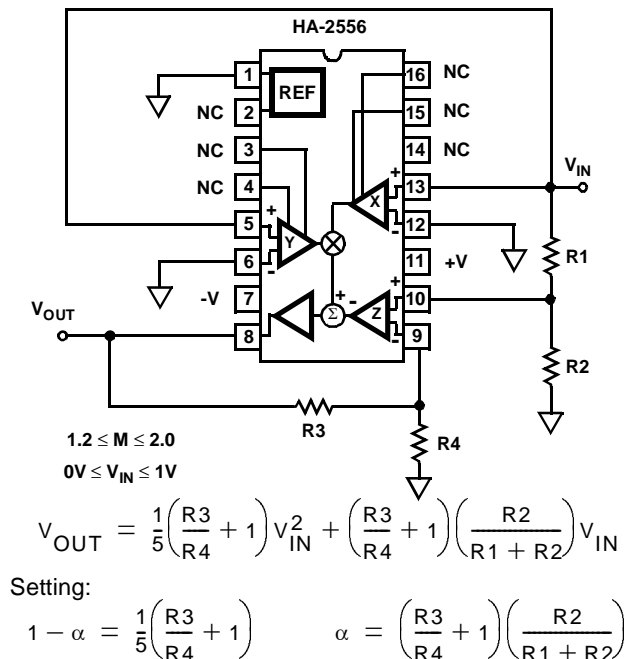 HA-2556
1 REF 16 NC
NC 2 15 NC
NC 3 14 NC
NC 4 + 13 V_IN
5 + Y X - 12
6 - 11 +V R1
-V 7 + - + 10
V_OUT 8 Σ Z - 9 R2
R3 R4
1.2 ≤ M ≤ 2.0
0V ≤ V_IN ≤ 1V
V_OUT = 1/5 (R3/R4 + 1) V_IN^2 + (R3/R4 + 1) (R2/(R1 + R2)) V_IN
Setting:
1 − α = 1/5 (R3/R4 + 1) α = (R3/R4 + 1) (R2/(R1 + R2))